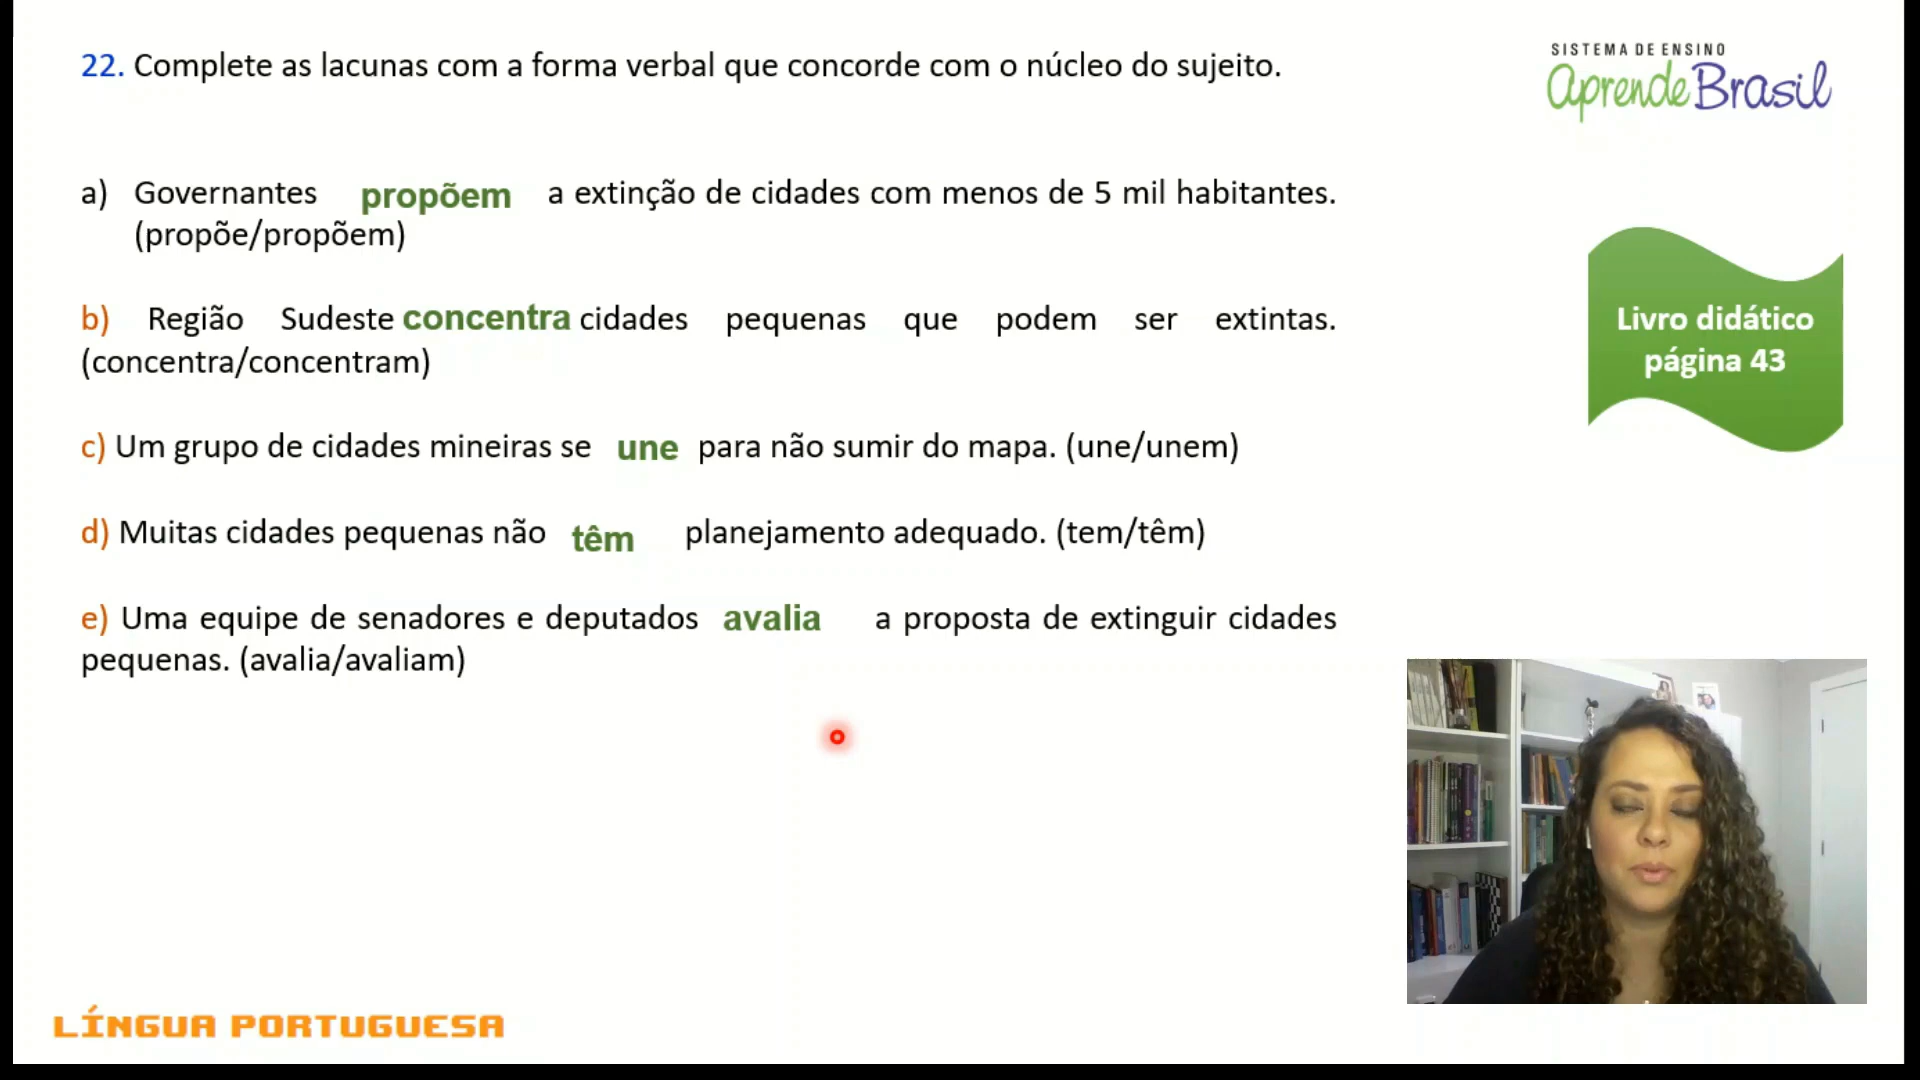 22. Complete as lacunas com a forma verbal que concorde com o núcleo do sujeito.
SISTEMA DE ENSINO
aprende Brasil
a) Governantes propõem a extinção de cidades com menos de 5 mil habitantes.
(propõe/propõem)
b) Região Sudeste concentra cidades pequenas que podem ser extintas.
(concentra/concentram)
Livro didático
página 43
c) Um grupo de cidades mineiras se une para não sumir do mapa. (une/unem)
d) Muitas cidades pequenas não têm planejamento adequado. (tem/têm)
e) Uma equipe de senadores e deputados avalia a proposta de extinguir cidades
pequenas. (avalia/avaliam)
LÍNGUA PORTUGUESA